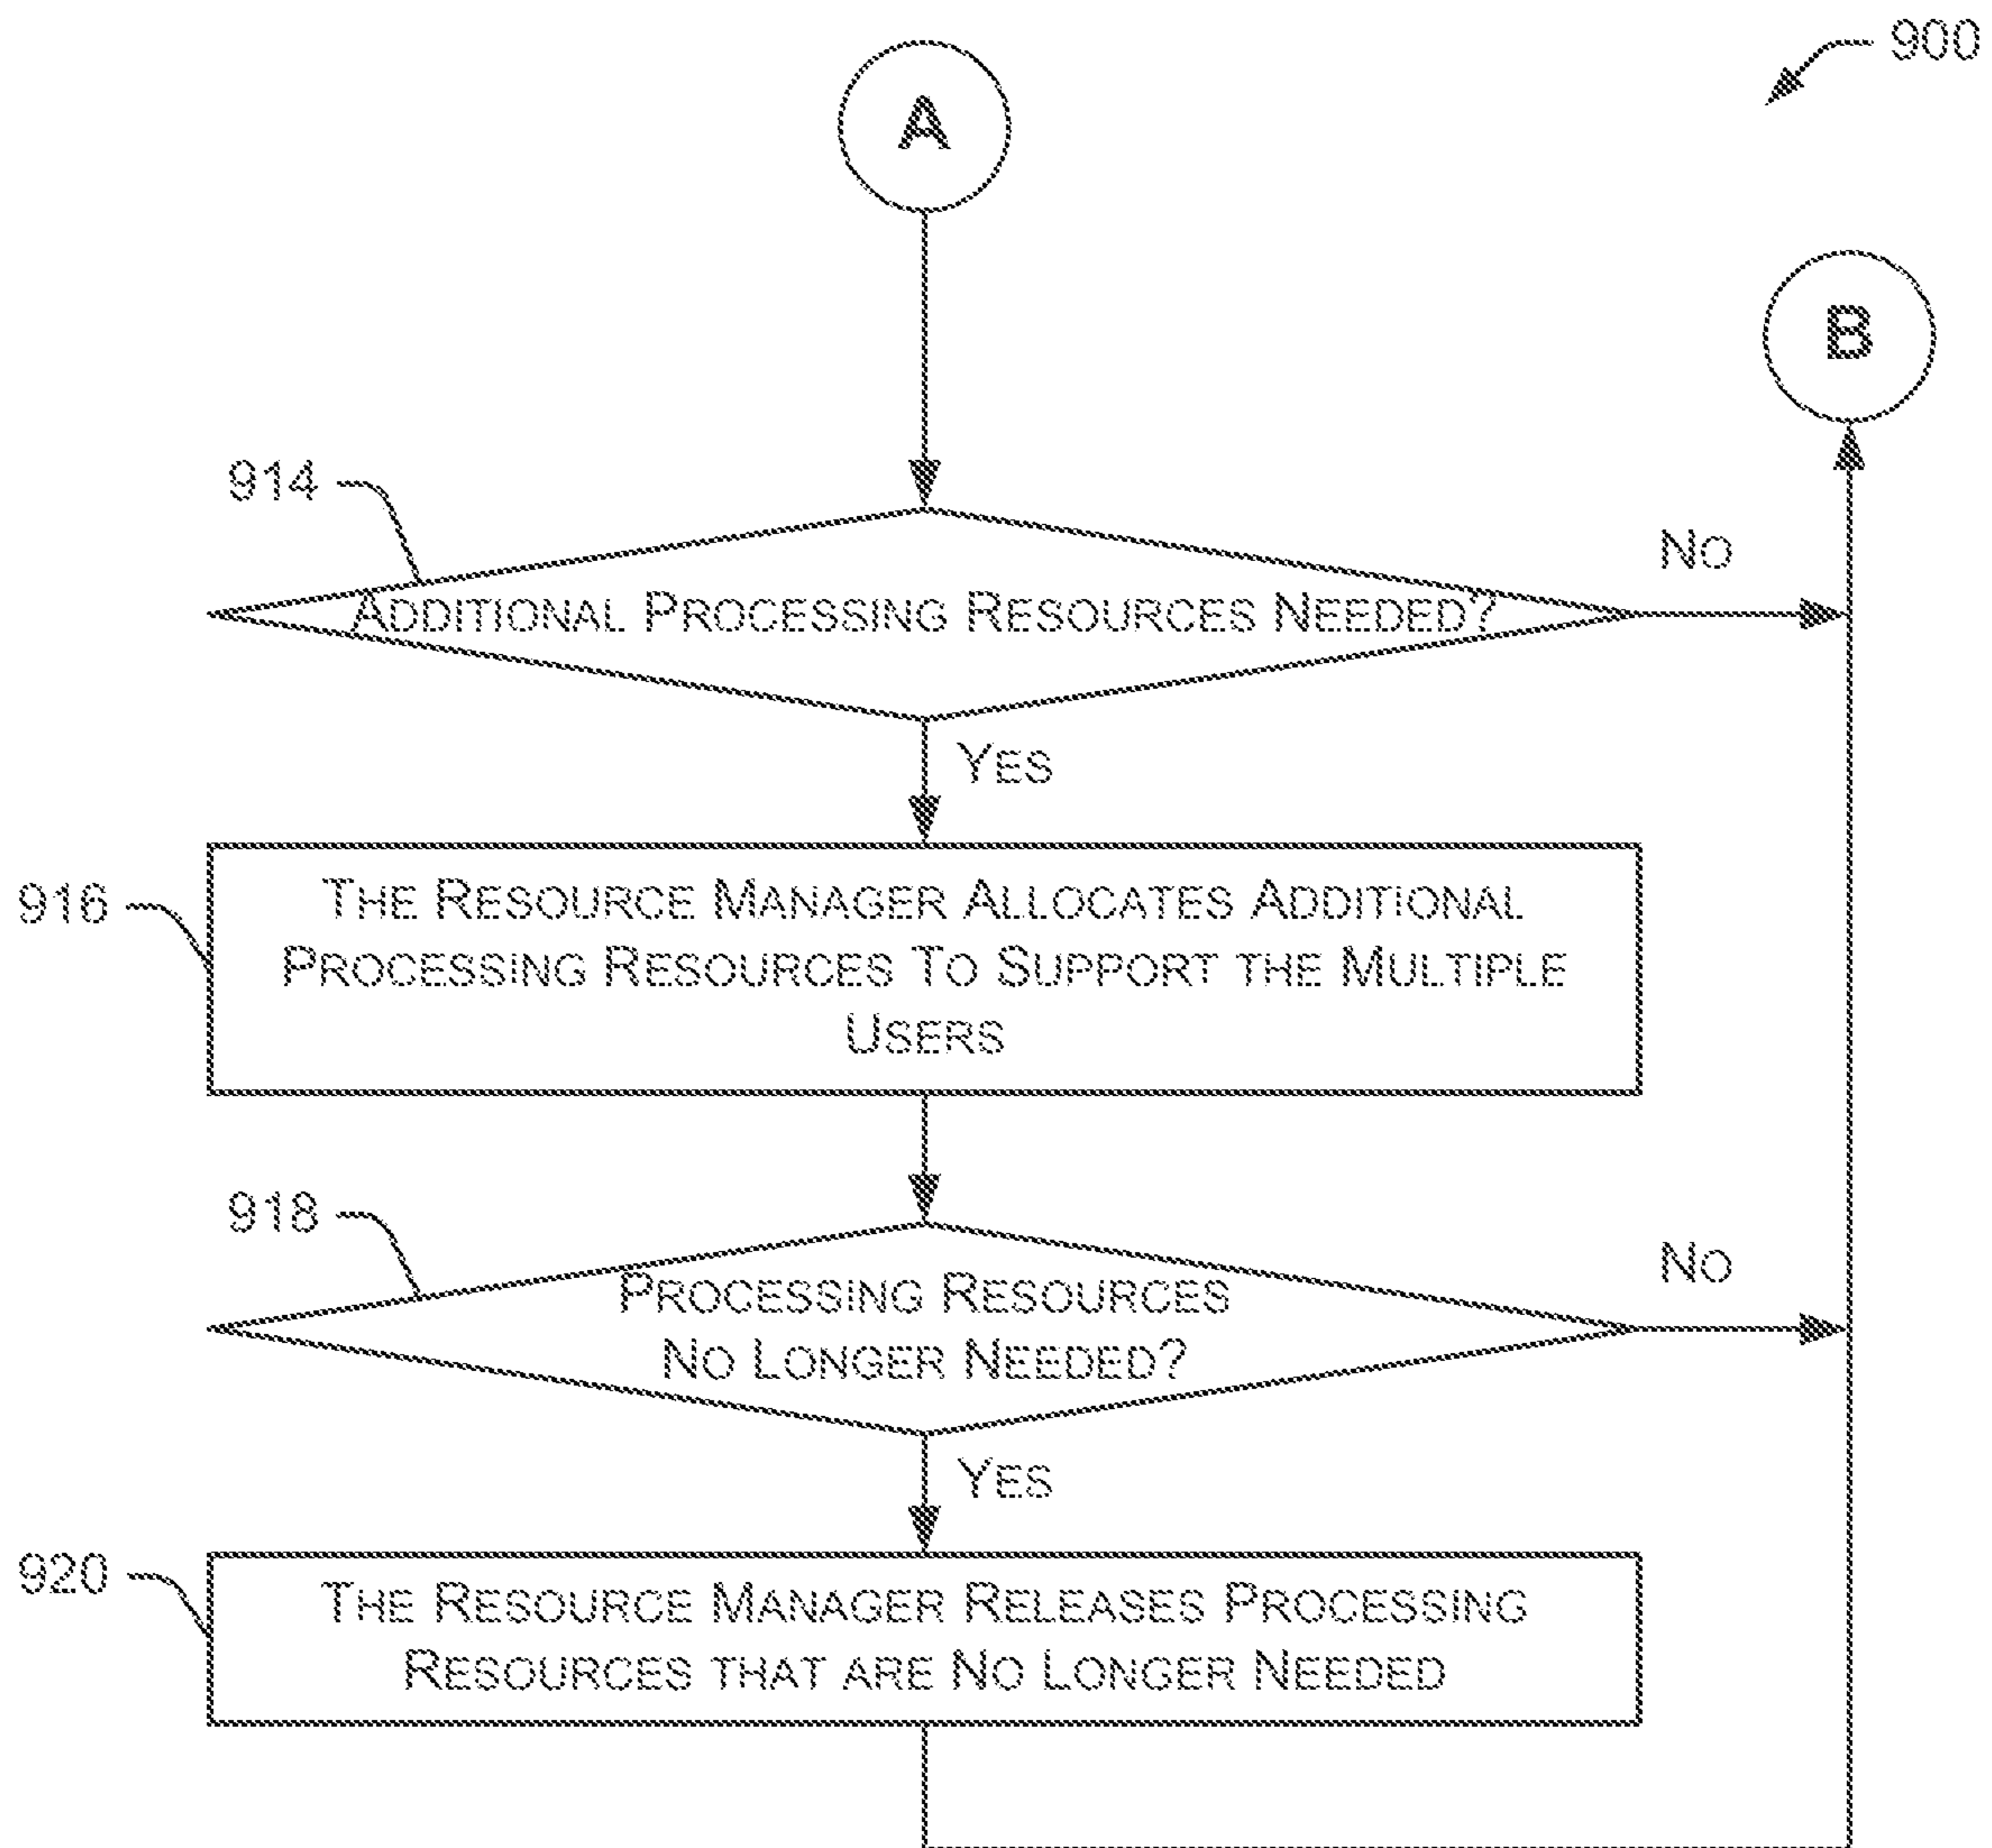 900
A
B
914
ADDITIONAL PROCESSING RESOURCES NEEDED?
NO
YES
916
THE RESOURCE MANAGER ALLOCATES ADDITIONAL
PROCESSING RESOURCES TO SUPPORT THE MULTIPLE
USERS
918
PROCESSING RESOURCES
NO LONGER NEEDED?
NO
YES
920
THE RESOURCE MANAGER RELEASES PROCESSING
RESOURCES THAT ARE NO LONGER NEEDED